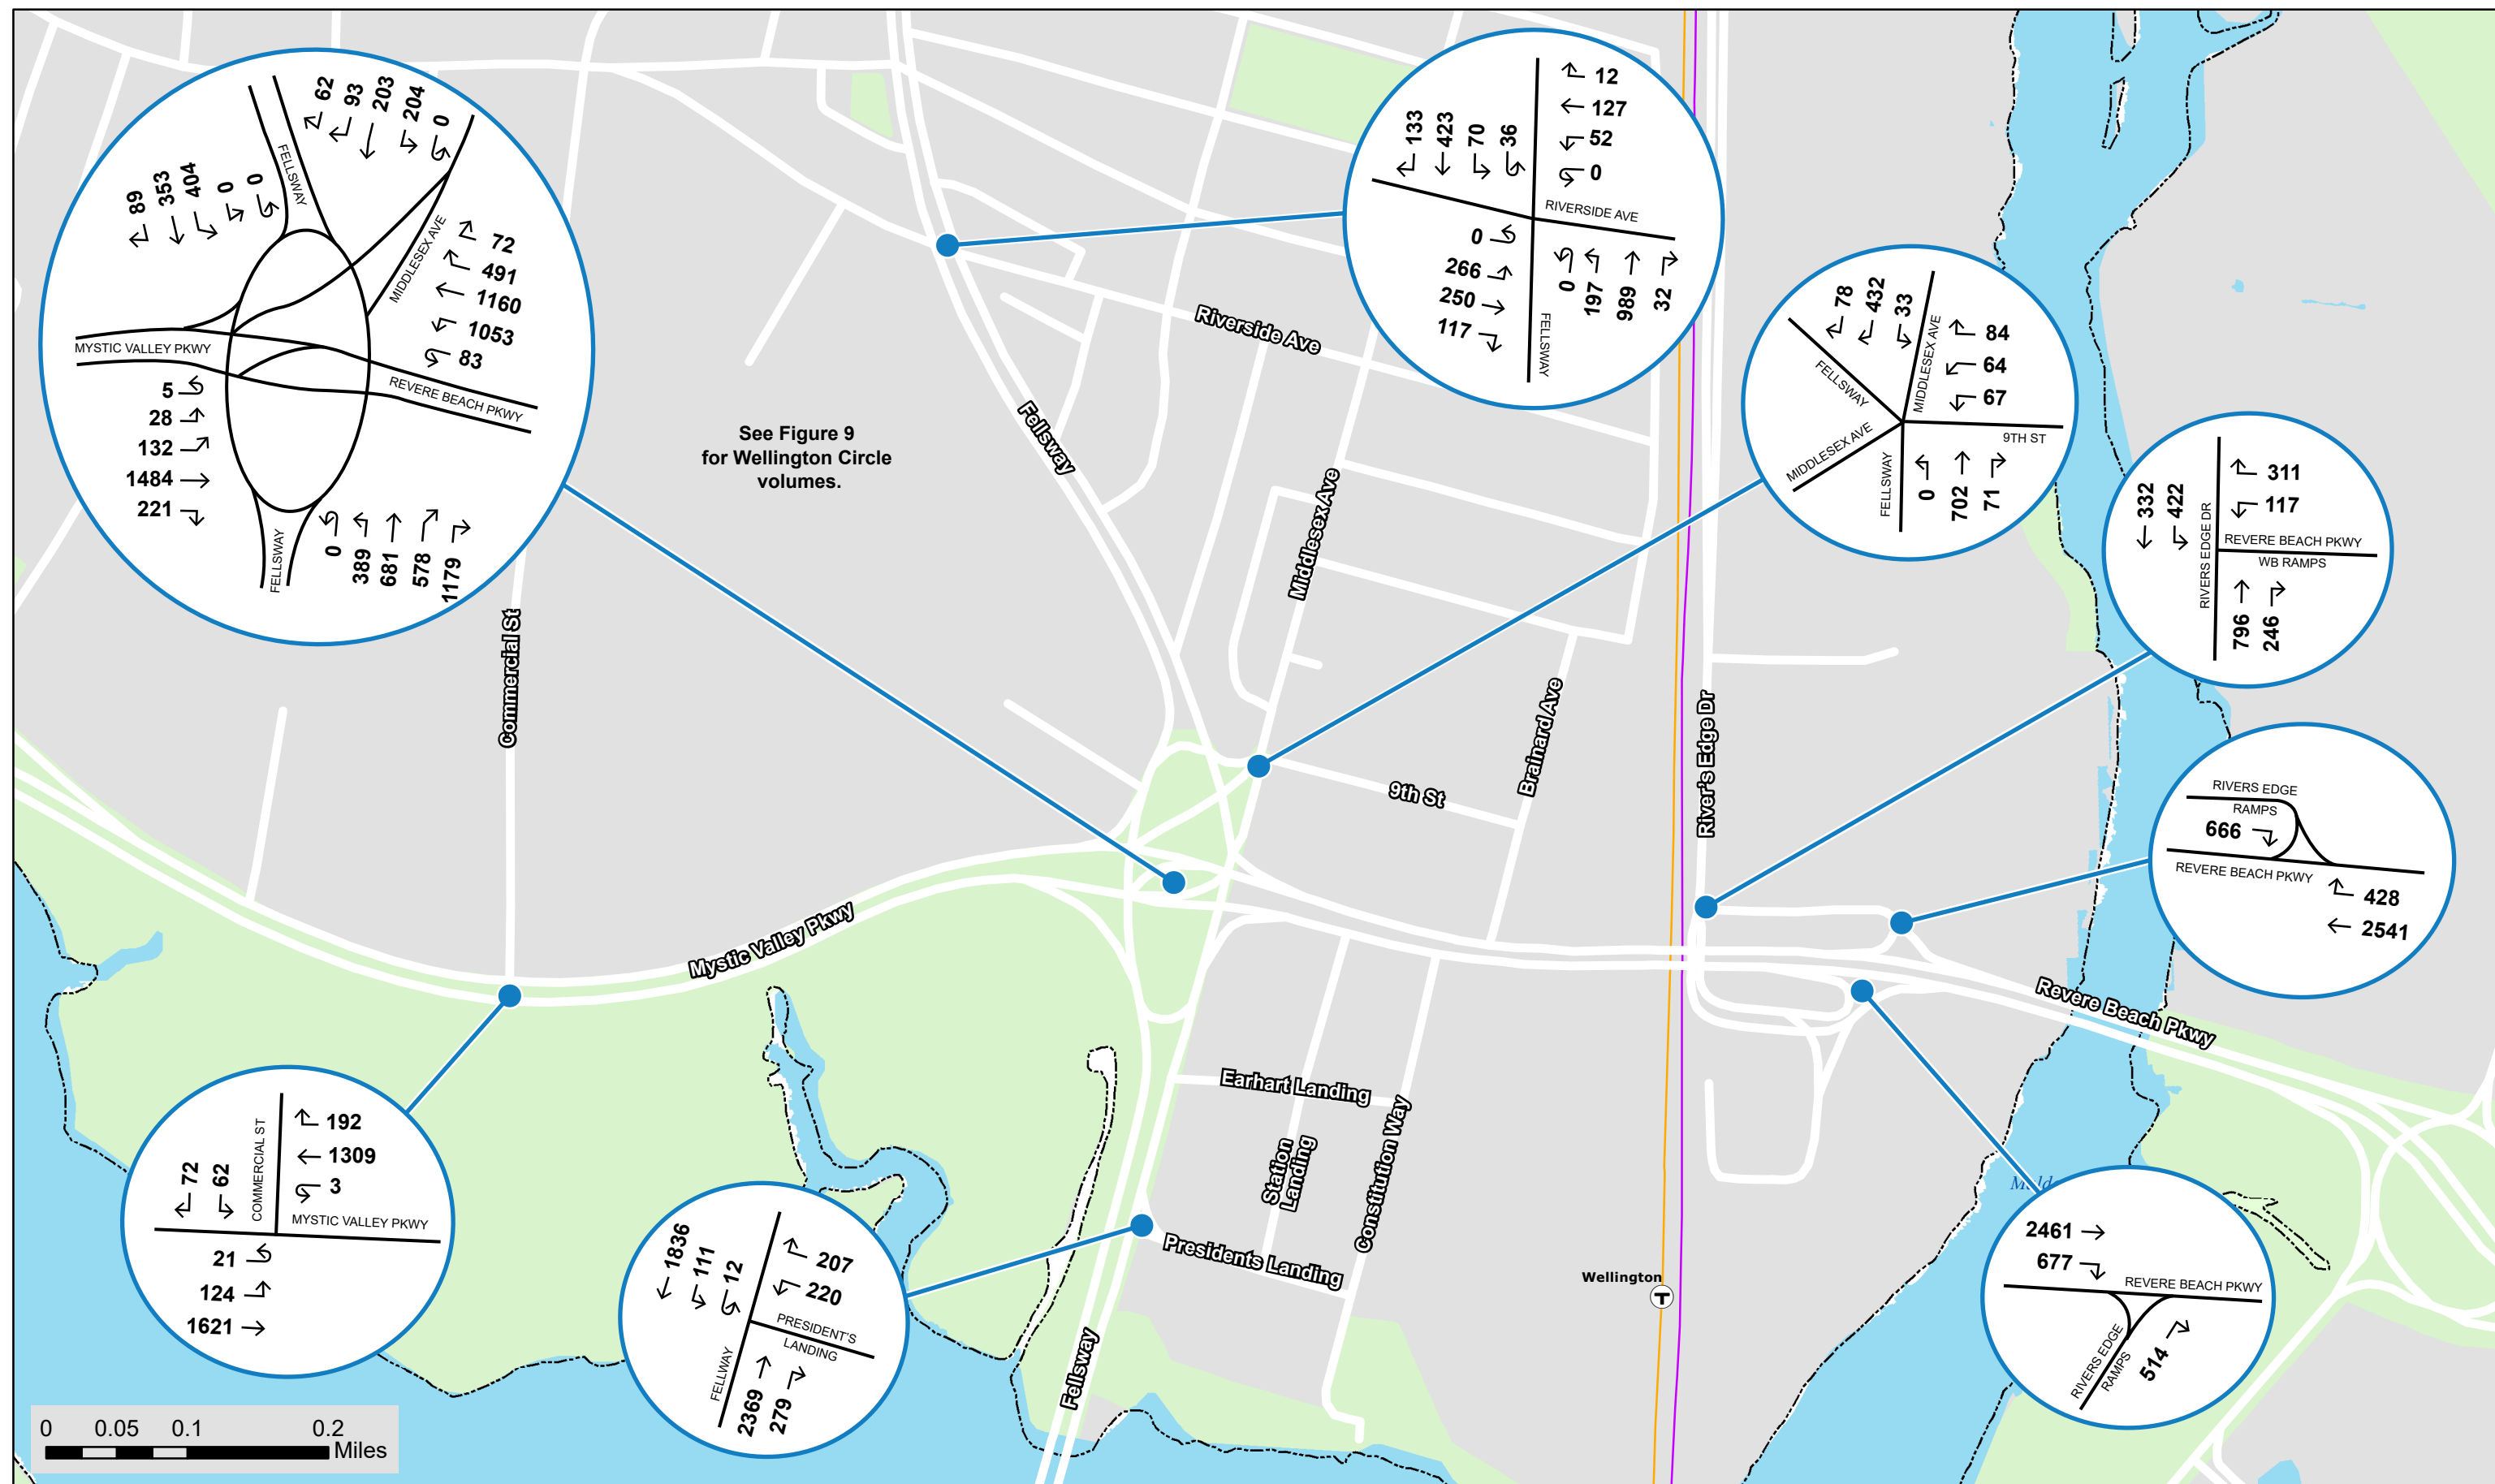 62
93
203
204
0
89
353
404
0
0
FELLSWAY
MIDDLESEX AVE
72
491
1160
1053
83
MYSTIC VALLEY PKWY
REVERE BEACH PKWY
5
28
132
1484
221
FELLSWAY
0
389
681
578
1179
See Figure 9
for Wellington Circle
volumes.
12
127
52
0
133
423
70
36
RIVERSIDE AVE
0
266
250
117
FELLSWAY
0
197
989
32
78
432
33
MIDDLESEX AVE
84
64
67
FELLSWAY
MIDDLESEX AVE
9TH ST
FELLSWAY
0
702
71
332
422
RIVERS EDGE DR
311
117
REVERE BEACH PKWY
WB RAMPS
796
246
RIVERS EDGE
RAMPS
666
REVERE BEACH PKWY
428
2541
Riverside Ave
Fellsway
Middlesex Ave
Commercial St
Brainard Ave
River's Edge Dr
9th St
Mystic Valley Pkwy
Revere Beach Pkwy
Earhart Landing
Station
Landing
Constitution Way
Presidents Landing
Fellsway
Wellington
T
72
62
COMMERCIAL ST
192
1309
3
MYSTIC VALLEY PKWY
21
124
1621
1836
111
12
207
220
PRESIDENT'S
LANDING
FELLWAY
2369
279
2461
677
REVERE BEACH PKWY
RIVERS EDGE
RAMPS
514
0 0.05 0.1 0.2
Miles